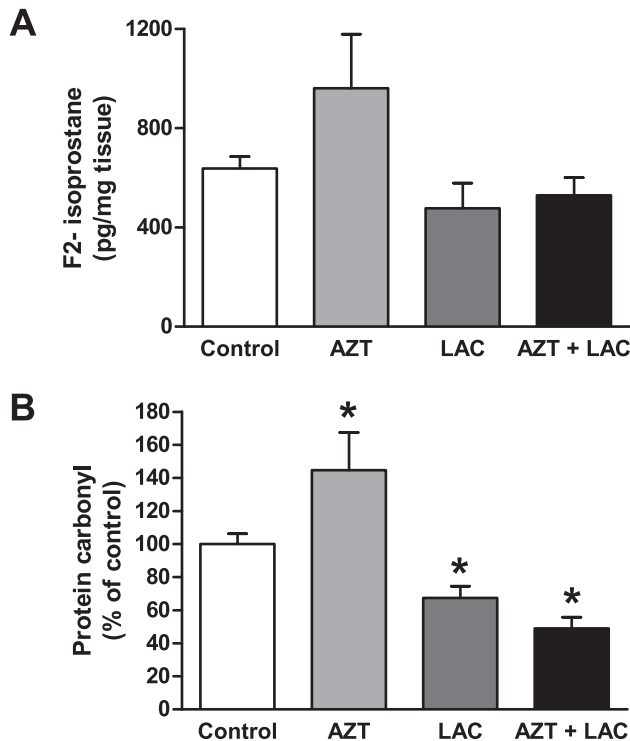 A
F2- isoprostane
(pg/mg tissue)
1200
800
400
0
Control AZT LAC AZT + LAC
B
Protein carbonyl
(% of control)
180
160
140
120
100
80
60
40
20
0
*
*
*
Control AZT LAC AZT + LAC